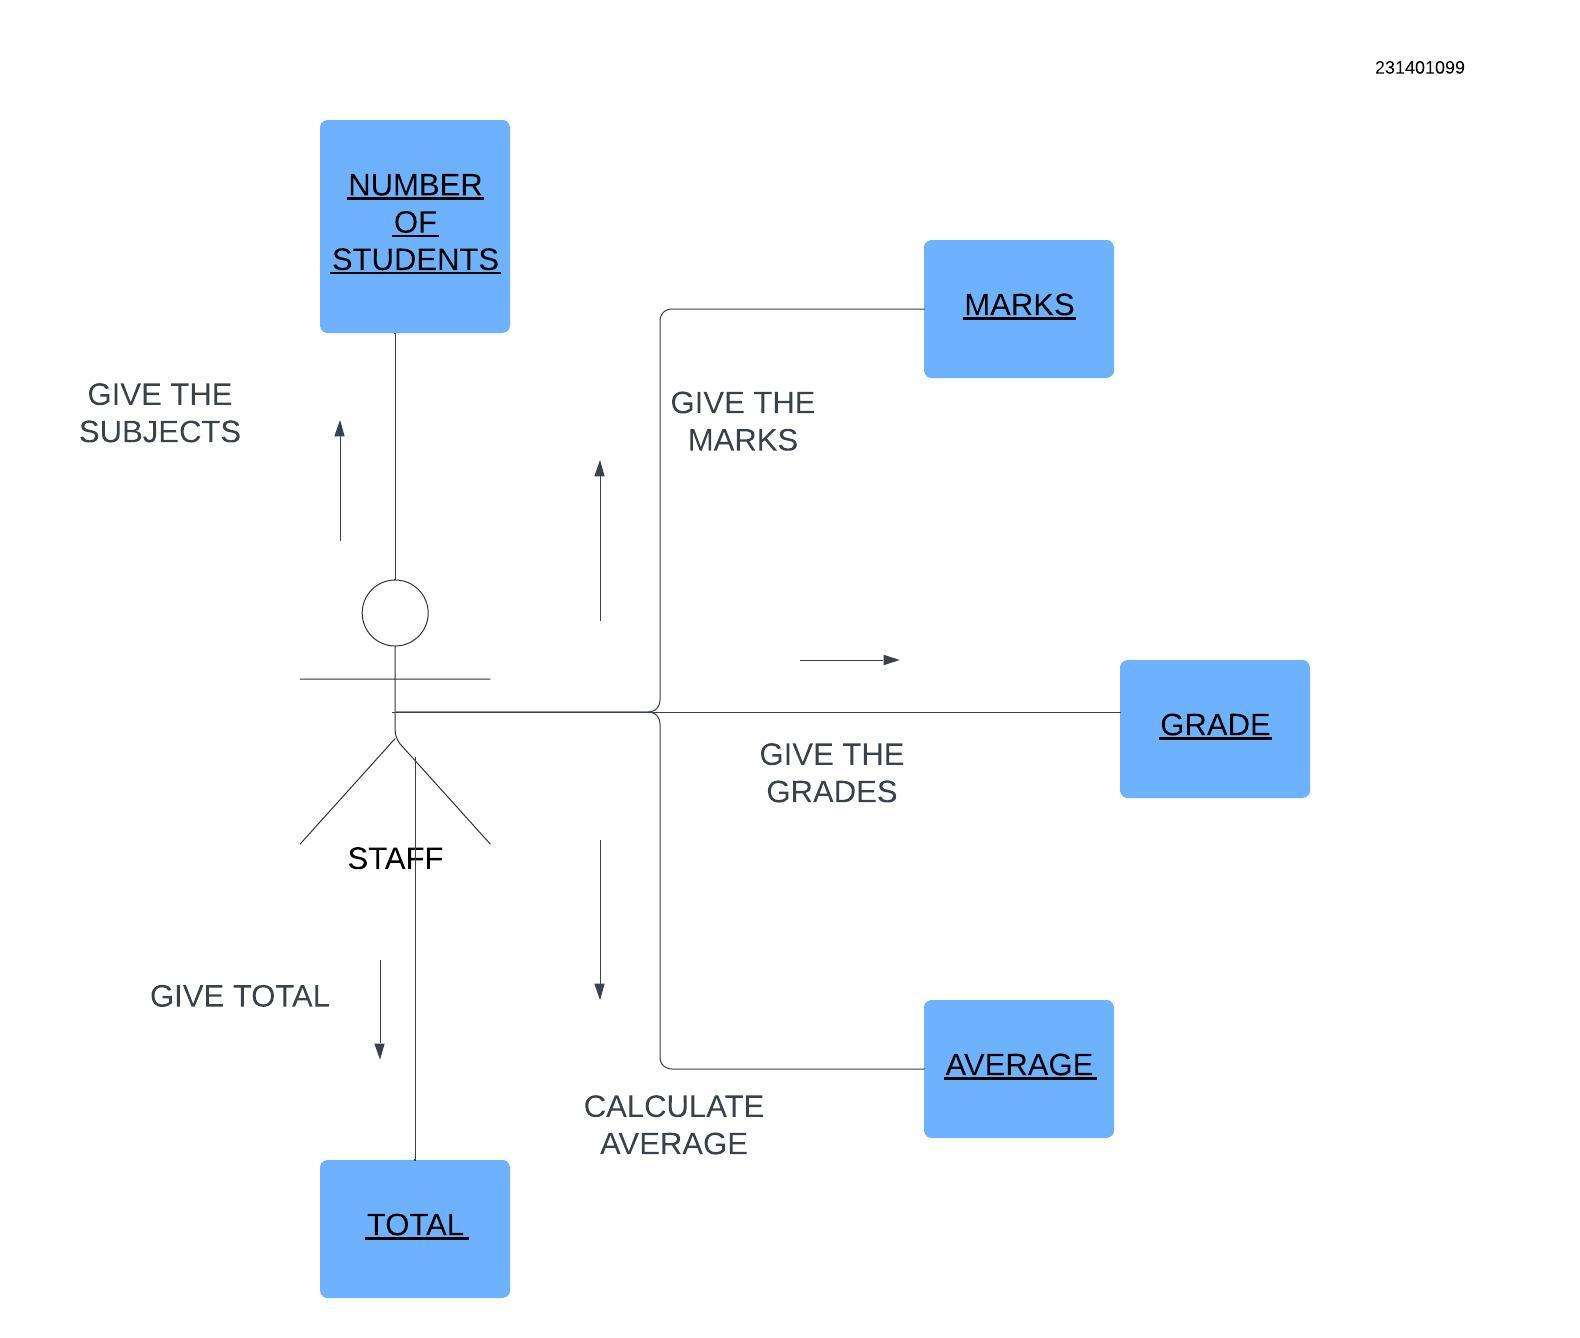 231401099
NUMBER
OF
STUDENTS
MARKS
GIVE THE
SUBJECTS
GIVE THE
MARKS
GRADE
GIVE THE
GRADES
STAFF
GIVE TOTAL
AVERAGE
CALCULATE
AVERAGE
TOTAL